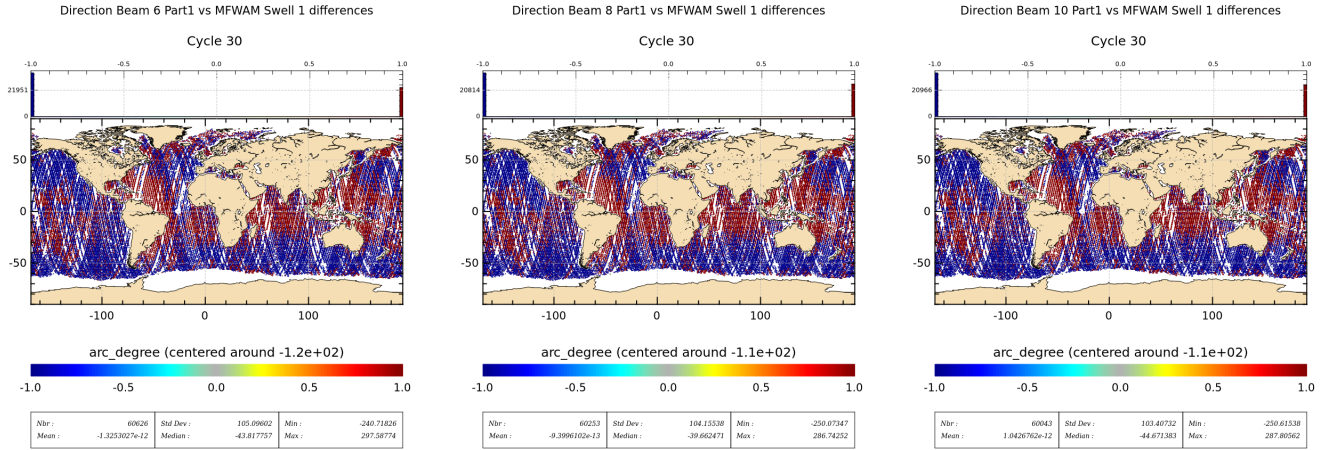 Direction Beam 6 Part1 vs MFWAM Swell 1 differences
Cycle 30
-1.0 -0.5 0.0 0.5 1.0
21951
0
50
0
-50
-100 0 100
arc_degree (centered around -1.2e+02)
-1.0 -0.5 0.0 0.5 1.0
Nbr : 60626 Std Dev : 105.09602 Min : -240.71826
Mean : -1.3253027e-12 Median : -43.817757 Max : 297.58774
Direction Beam 8 Part1 vs MFWAM Swell 1 differences
Cycle 30
-1.0 -0.5 0.0 0.5 1.0
20814
0
50
0
-50
-100 0 100
arc_degree (centered around -1.1e+02)
-1.0 -0.5 0.0 0.5 1.0
Nbr : 60253 Std Dev : 104.15538 Min : -250.07347
Mean : -9.3996102e-13 Median : -39.662471 Max : 286.74252
Direction Beam 10 Part1 vs MFWAM Swell 1 differences
Cycle 30
-1.0 -0.5 0.0 0.5 1.0
20966
0
50
0
-50
-100 0 100
arc_degree (centered around -1.1e+02)
-1.0 -0.5 0.0 0.5 1.0
Nbr : 60043 Std Dev : 103.40732 Min : -250.61538
Mean : 1.0426762e-12 Median : -44.671383 Max : 287.80562